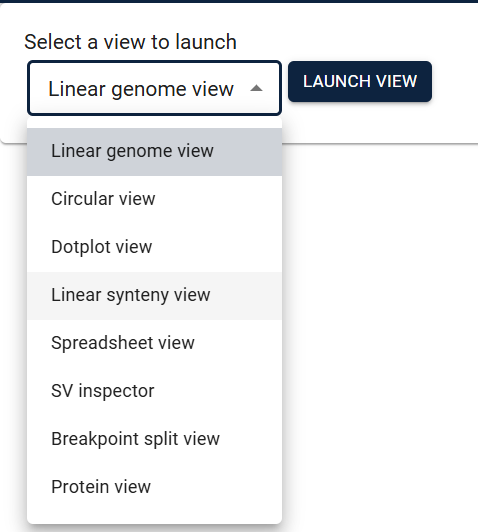 Select a view to launch
Linear genome view
LAUNCH VIEW
Linear genome view
Circular view
Dotplot view
Linear synteny view
Spreadsheet view
SV inspector
Breakpoint split view
Protein view